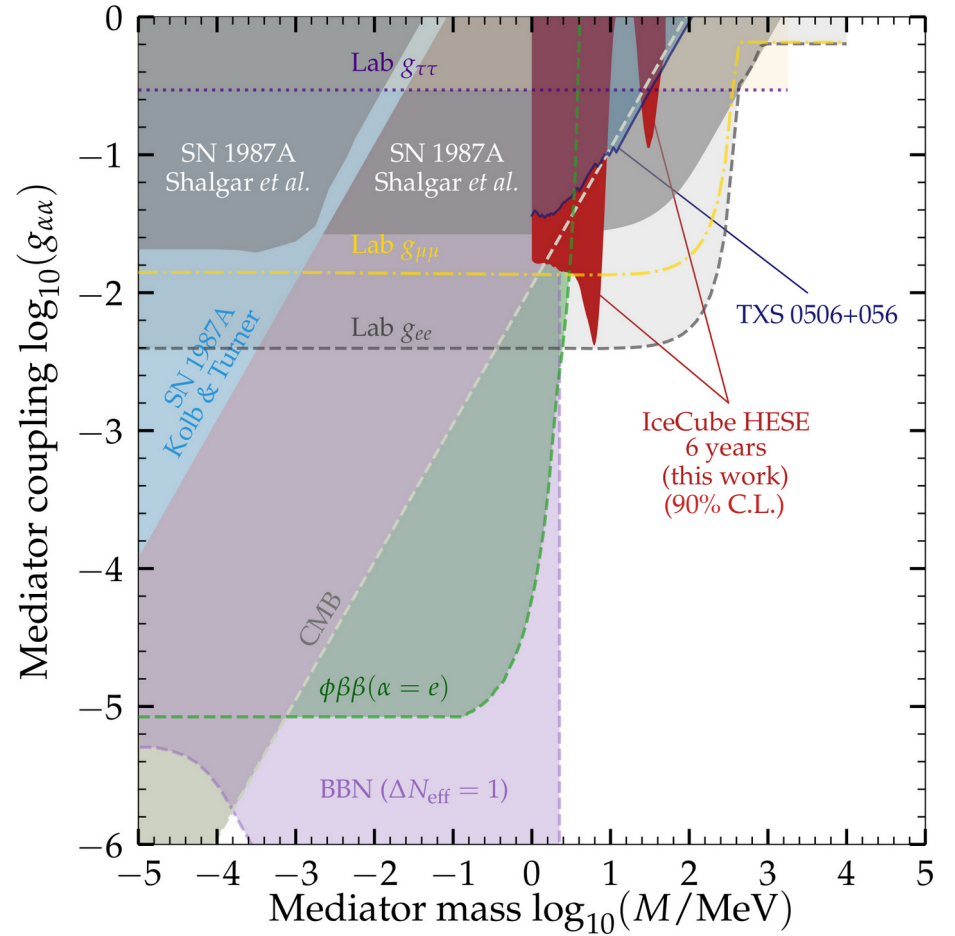 Mediator coupling log10(gαα)
0
−1
−2
−3
−4
−5
−6
Lab gττ
SN 1987A
Shalgar et al.
SN 1987A
Shalgar et al.
Lab gμμ
Lab gee
SN 1987A
Kolb & Turner
TXS 0506+056
IceCube HESE
6 years
(this work)
(90% C.L.)
CMB
ϕββ(α = e)
BBN (ΔNeff = 1)
−5 −4 −3 −2 −1 0 1 2 3 4 5
Mediator mass log10(M/MeV)